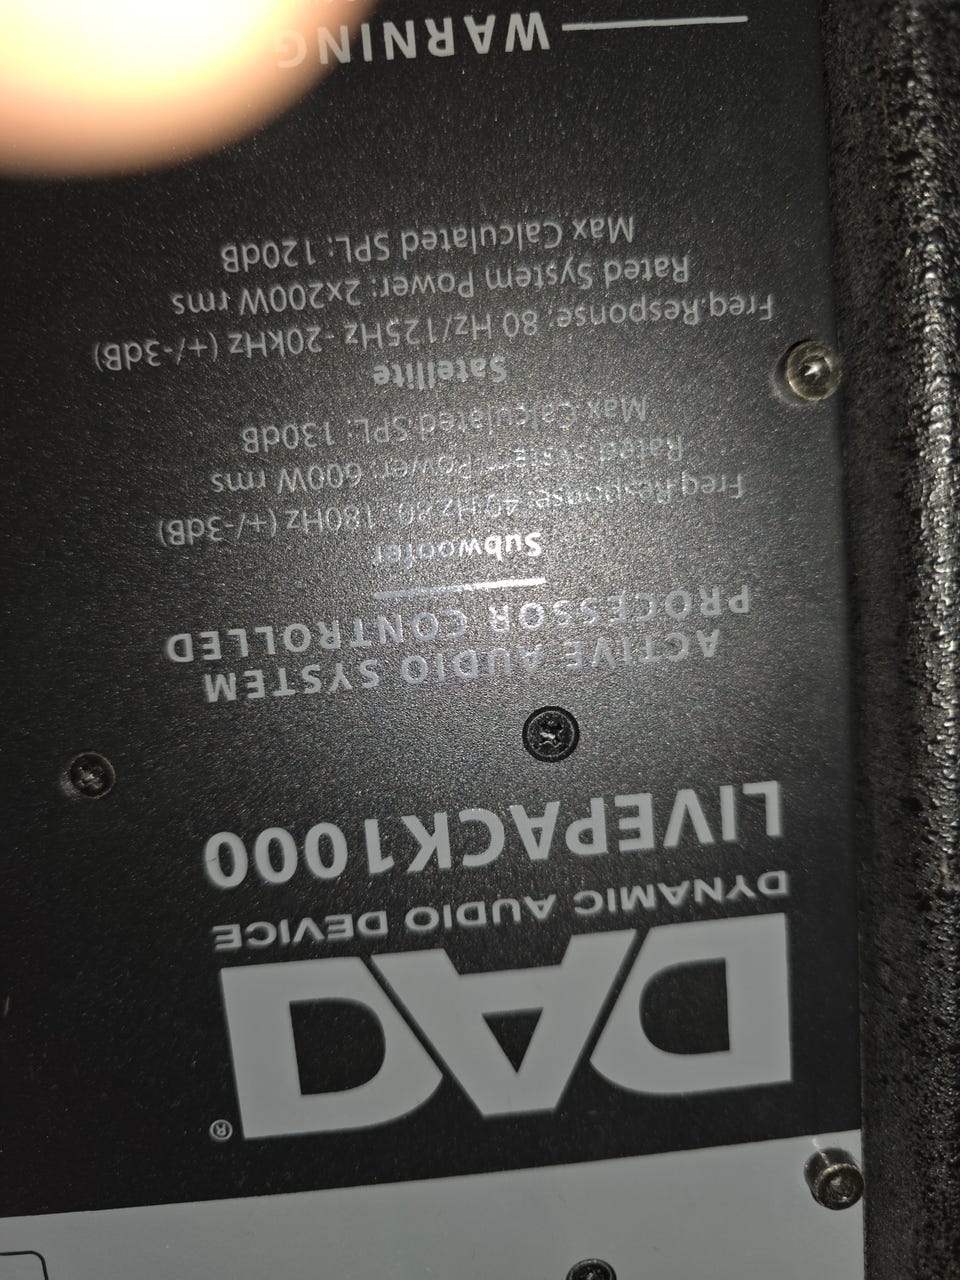 DAD®
DYNAMIC AUDIO DEVICE
LIVEPACK1000
ACTIVE AUDIO SYSTEM
PROCESSOR CONTROLLED
Subwoofer
Freq.Response: 40 Hz 180Hz (+/-3dB)
Rated System Power: 600W rms
Max Calculated SPL: 130dB
Satellite
Freq.Response: 80 Hz/125Hz - 20kHz (+/-3dB)
Rated System Power: 2x200W rms
Max Calculated SPL: 120dB
WARNING